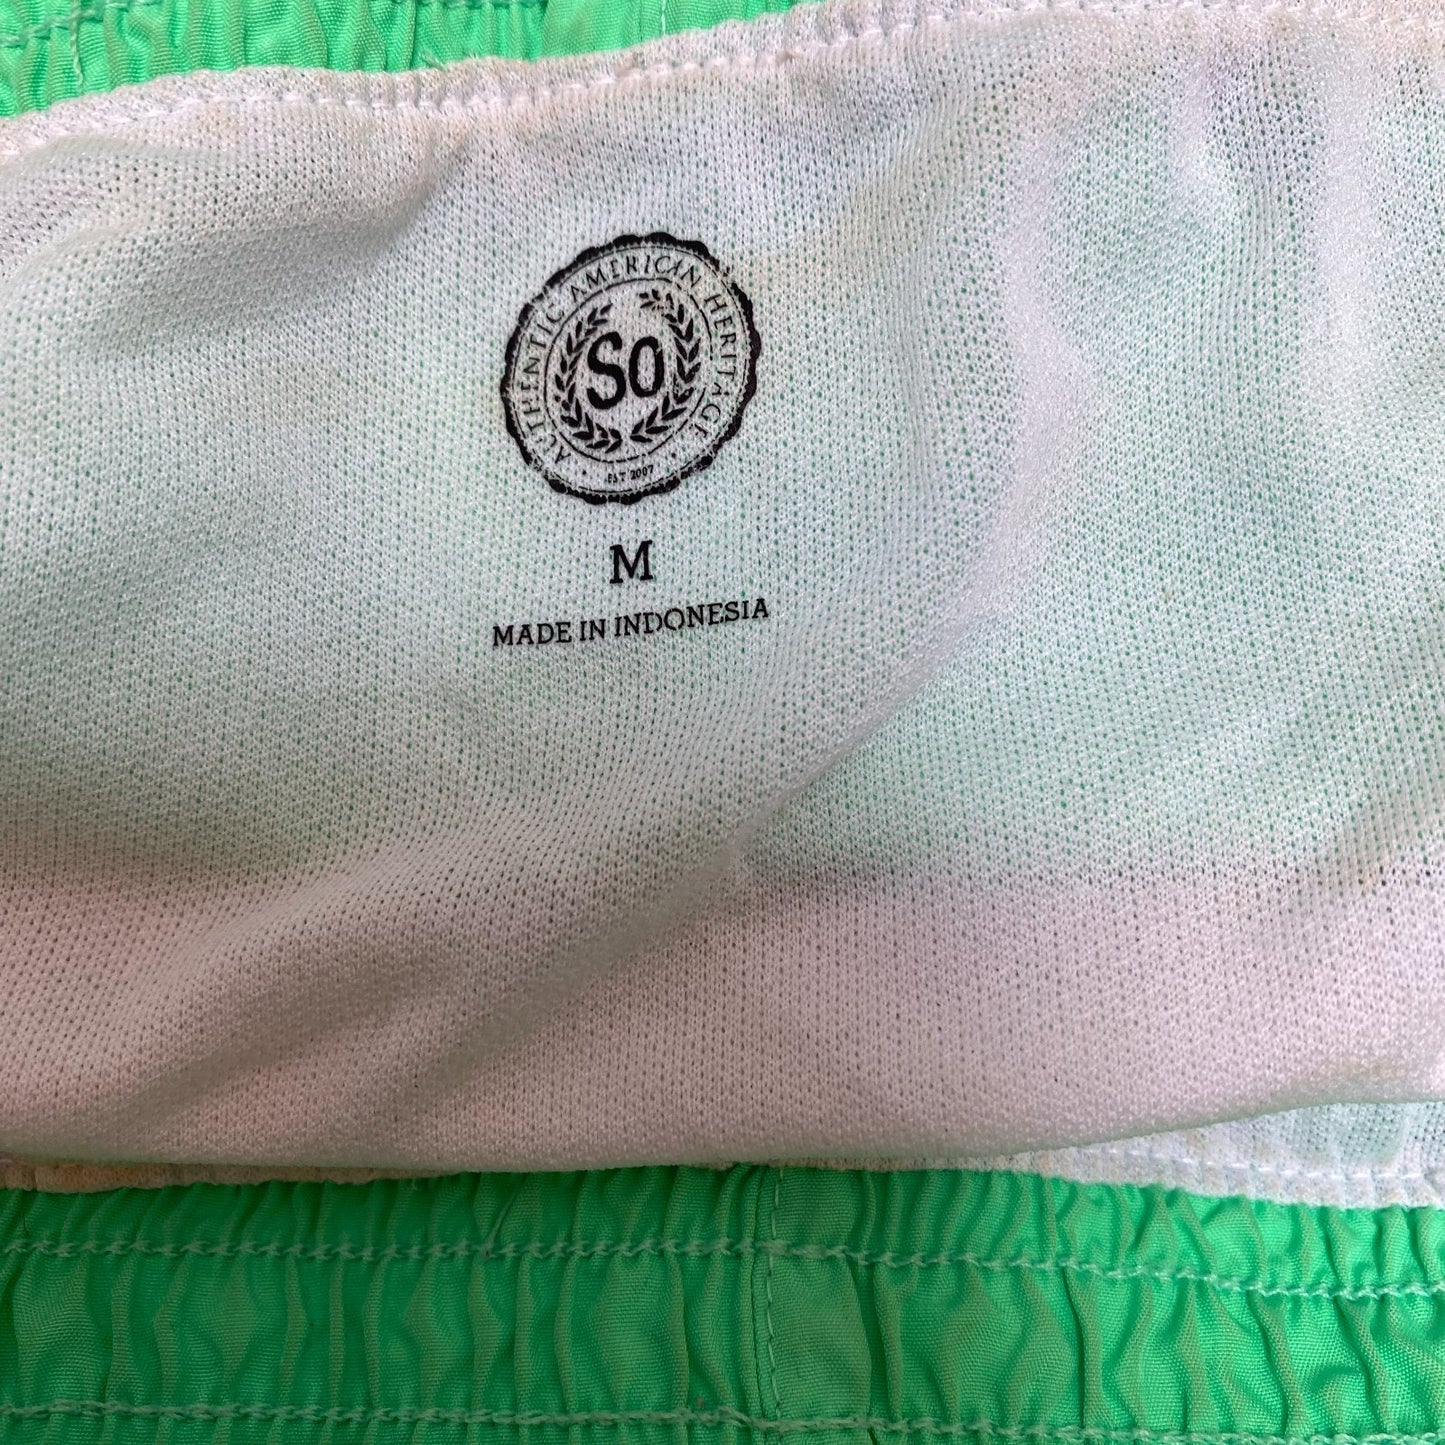 AUTHENTIC AMERICAN HERITAGE
So
EST 2007
M
MADE IN INDONESIA